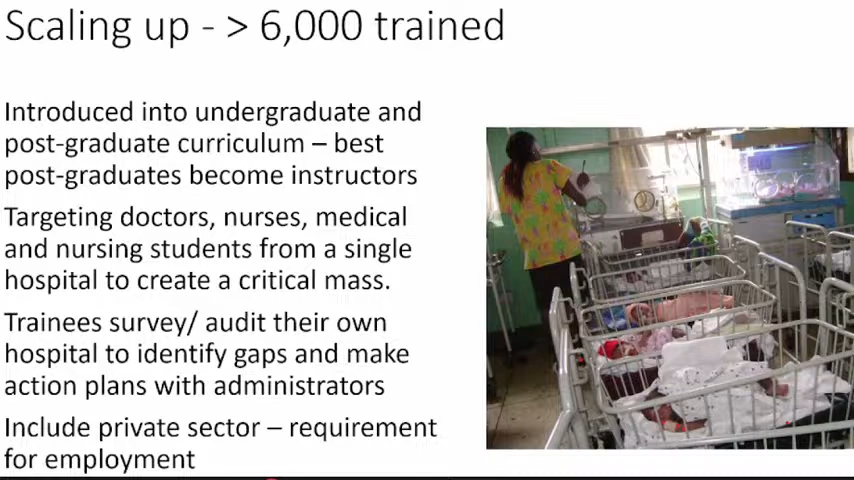 Scaling up - > 6,000 trained
Introduced into undergraduate and
post-graduate curriculum – best
post-graduates become instructors
Targeting doctors, nurses, medical
and nursing students from a single
hospital to create a critical mass.
Trainees survey/ audit their own
hospital to identify gaps and make
action plans with administrators
Include private sector – requirement
for employment